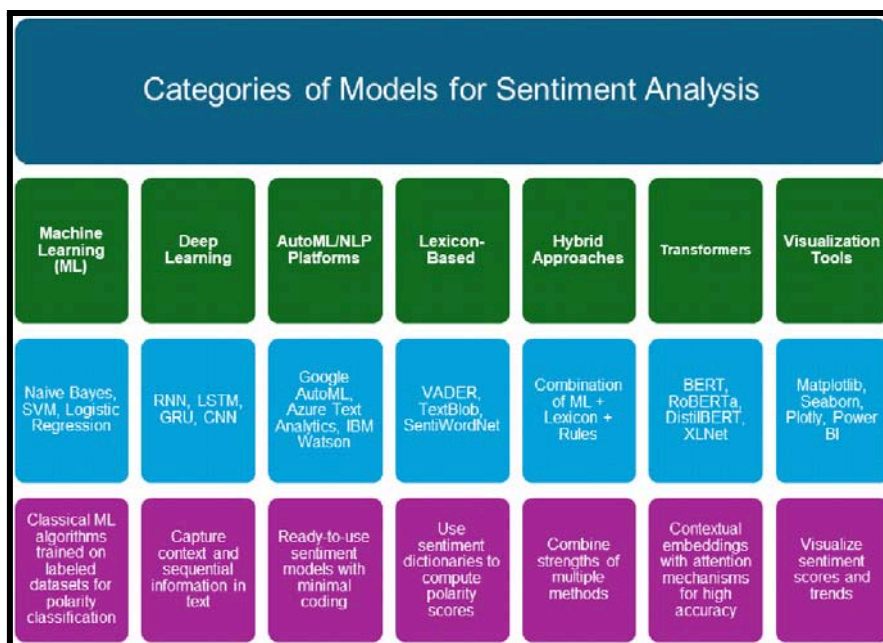 Categories of Models for Sentiment Analysis
Machine
Learning
(ML)
Deep
Learning
AutoML/NLP
Platforms
Lexicon-
Based
Hybrid
Approaches
Transformers
Visualization
Tools
Naive Bayes,
SVM, Logistic
Regression
RNN, LSTM,
GRU, CNN
Google
AutoML,
Azure Text
Analytics, IBM
Watson
VADER,
TextBlob,
SentiWordNet
Combination
of ML +
Lexicon +
Rules
BERT,
RoBERTa,
DistilBERT,
XLNet
Matplotlib,
Seaborn,
Plotly, Power
BI
Classical ML
algorithms
trained on
labeled
datasets for
polarity
classification
Capture
context and
sequential
information in
text
Ready-to-use
sentiment
models with
minimal
coding
Use
sentiment
dictionaries to
compute
polarity
scores
Combine
strengths of
multiple
methods
Contextual
embeddings
with attention
mechanisms
for high
accuracy
Visualize
sentiment
scores and
trends